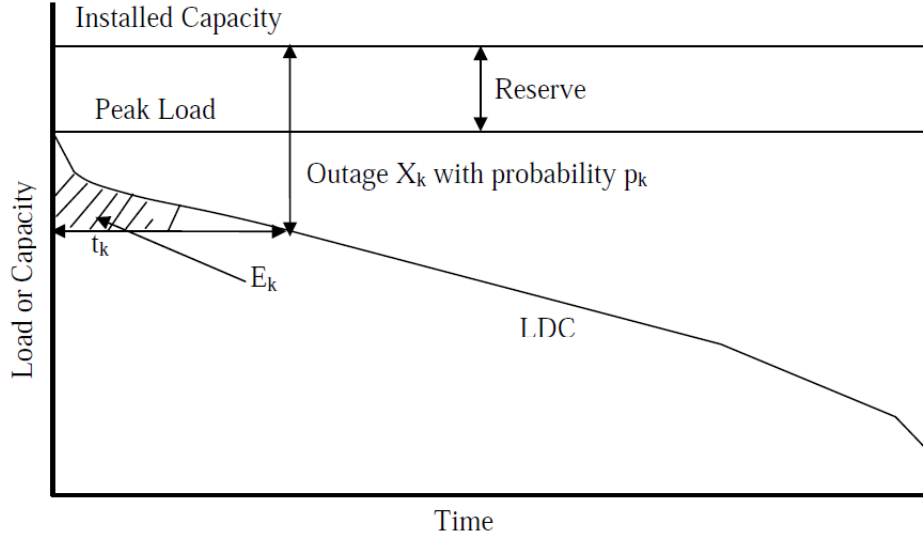 Installed Capacity
Reserve
Peak Load
Outage Xk with probability pk
tk
Ek
LDC
Load or Capacity
Time